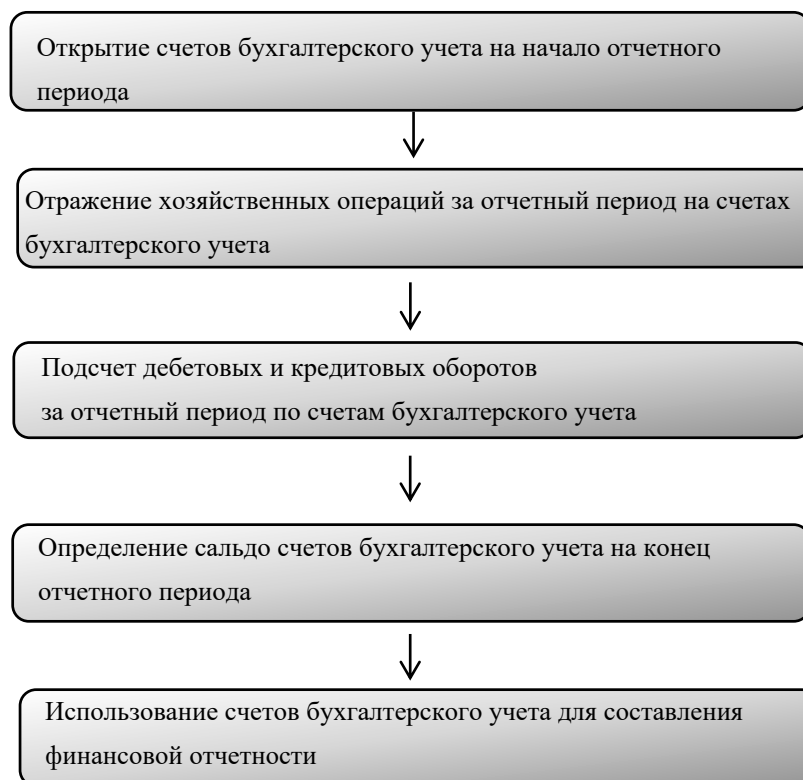 Открытие счетов бухгалтерского учета на начало отчетного
периода
Отражение хозяйственных операций за отчетный период на счетах
бухгалтерского учета
Подсчет дебетовых и кредитовых оборотов
за отчетный период по счетам бухгалтерского учета
Определение сальдо счетов бухгалтерского учета на конец
отчетного периода
Использование счетов бухгалтерского учета для составления
финансовой отчетности